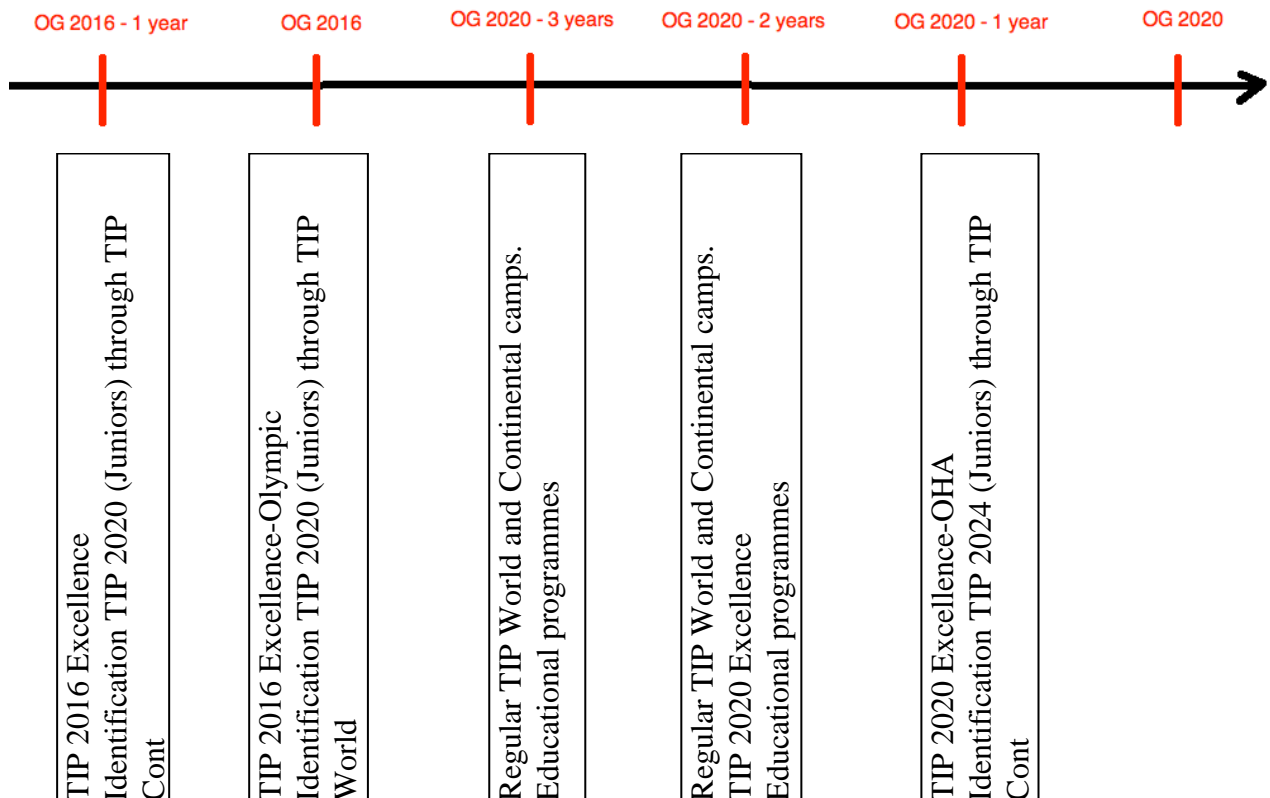 OG 2016 - 1 year
OG 2016
OG 2020 - 3 years
OG 2020 - 2 years
OG 2020 - 1 year
OG 2020
TIP 2016 Excellence
Identification TIP 2020 (Juniors) through TIP
Cont
TIP 2016 Excellence-Olympic
Identification TIP 2020 (Juniors) through TIP
World
Regular TIP World and Continental camps.
Educational programmes
Regular TIP World and Continental camps.
TIP 2020 Excellence
Educational programmes
TIP 2020 Excellence-OHA
Identification TIP 2024 (Juniors) through TIP
Cont